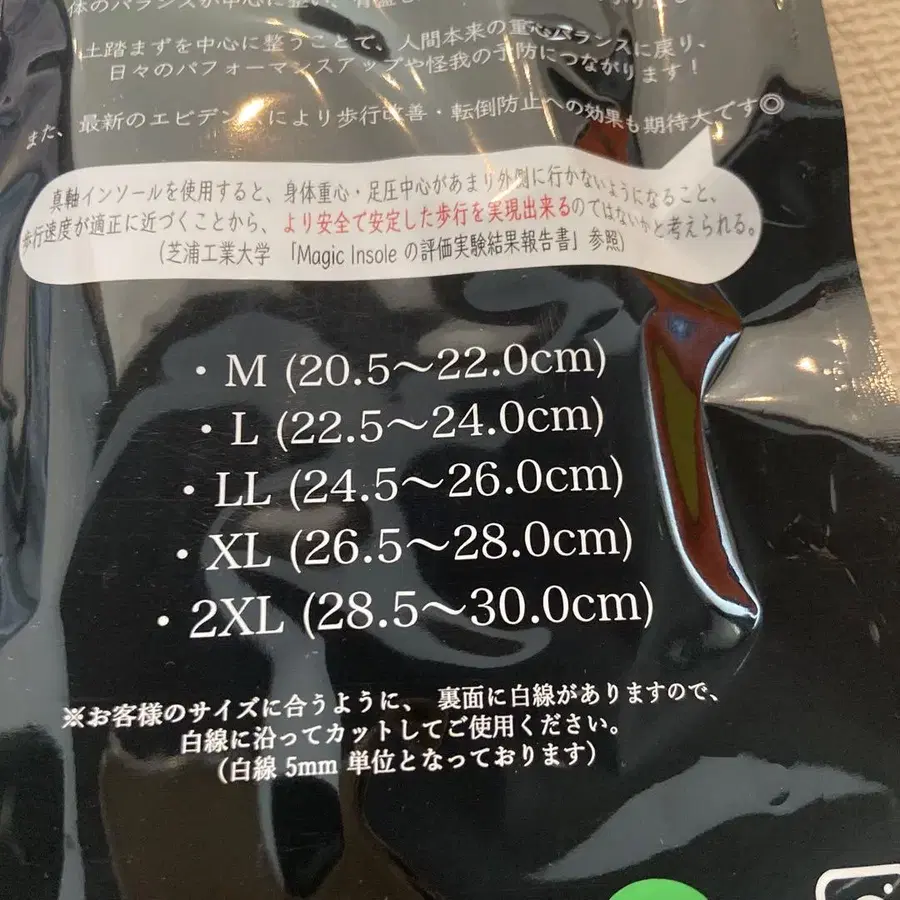 体のバランスが中心に整い、
土踏まずを中心に整うことで、人間本来の重心バランスに戻り、
日々のパフォーマンスアップや怪我の予防につながります！
また、最新のエビデンスにより歩行改善・転倒防止への効果も期待大です◎
真軸インソールを使用すると、身体重心・足圧中心があまり外側に行かないようになること、
歩行速度が適正に近づくことから、より安全で安定した歩行を実現出来るのではないかと考えられる。
(芝浦工業大学 「Magic Insole の評価実験結果報告書」参照)
・M (20.5～22.0cm)
・L (22.5～24.0cm)
・LL (24.5～26.0cm)
・XL (26.5～28.0cm)
・2XL (28.5～30.0cm)
※お客様のサイズに合うように、裏面に白線がありますので、
白線に沿ってカットしてご使用ください。
（白線 5mm 単位となっております）